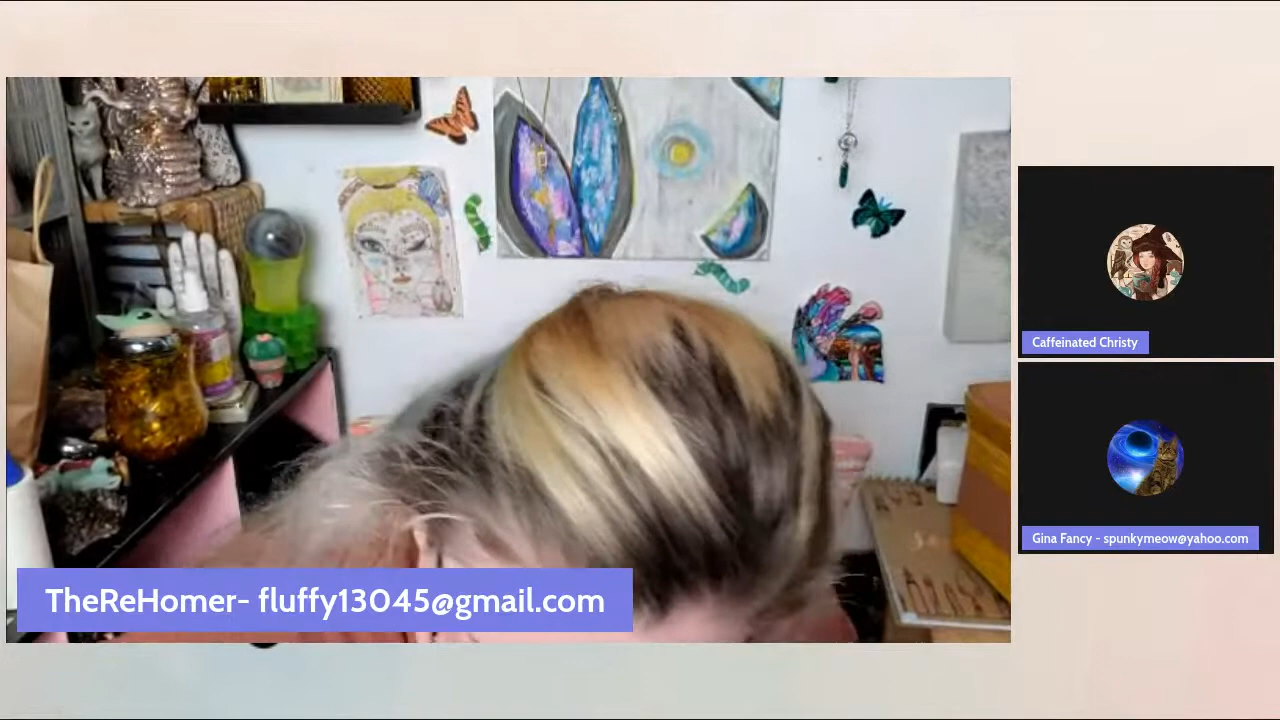 Caffeinated Christy
Gina Fancy - spunkymeow@yahoo.com
TheReHomer- fluffy13045@gmail.com